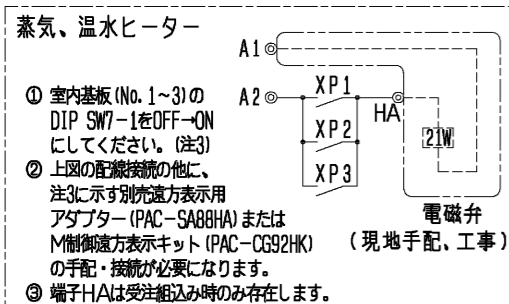 蒸気、温水ヒーター
A1
① 室内基板(No.1~3)の
DIP SW7-1をOFF→ON
にしてください。(注3)
A2
XP1
HA
XP2
21W
XP3
② 上図の配線接続の他に、
注3に示す別売遠方表示用
アダプター(PAC-SA88HA)または
M制御遠方表示キット(PAC-CG92HK)
の手配・接続が必要になります。
電磁弁
(現地手配、工事)
③ 端子HAは受注組込み時のみ存在します。